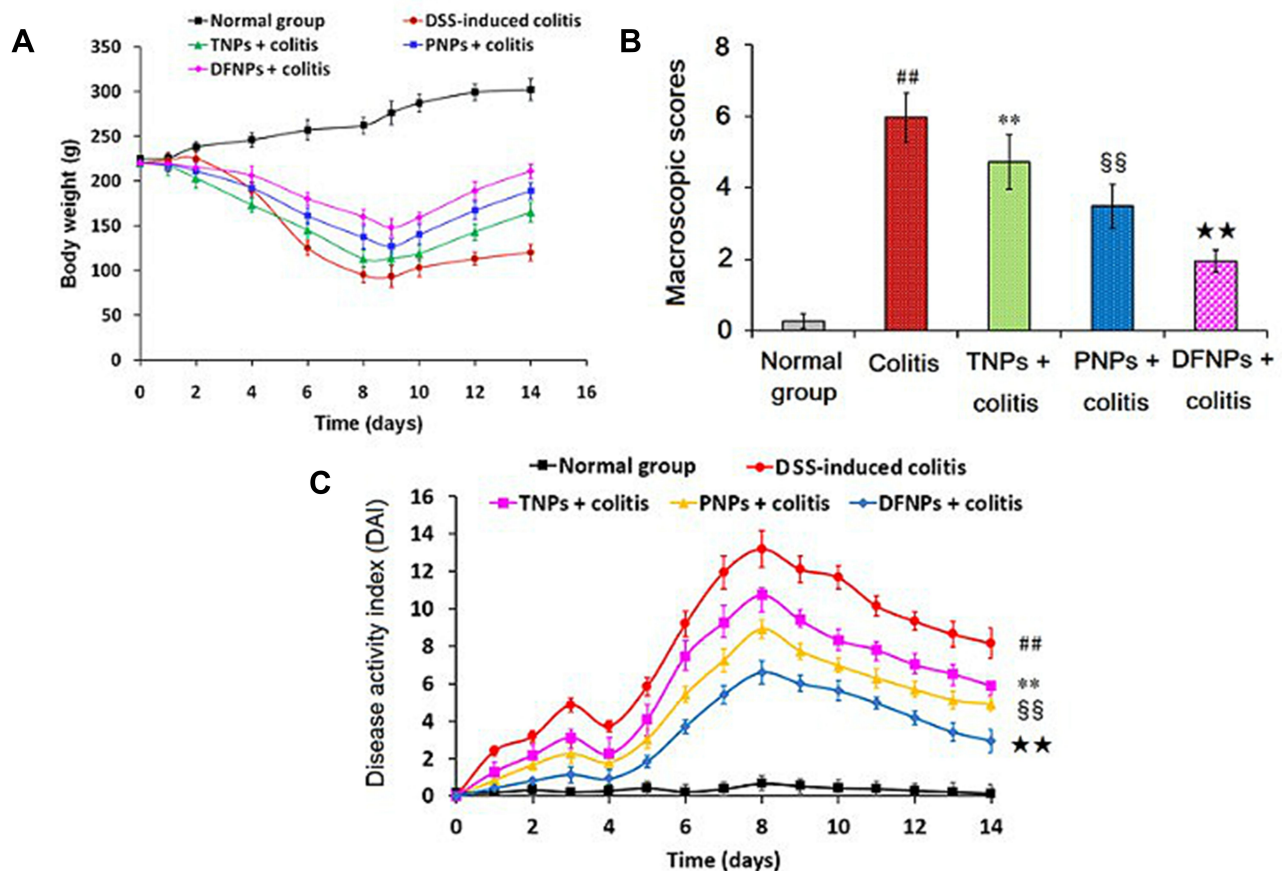 A
Normal group
DSS-induced colitis
TNPs + colitis
PNPs + colitis
DFNPs + colitis
350
300
250
200
150
100
50
0
Body weight (g)
0 2 4 6 8 10 12 14 16
Time (days)
B
8
6
4
2
0
Macroscopic scores
##
**
§§
★★
Normal group
Colitis
TNPs + colitis
PNPs + colitis
DFNPs + colitis
C
Normal group
DSS-induced colitis
TNPs + colitis
PNPs + colitis
DFNPs + colitis
16
14
12
10
8
6
4
2
0
Disease activity index (DAI)
##
**
§§
★★
0 2 4 6 8 10 12 14
Time (days)